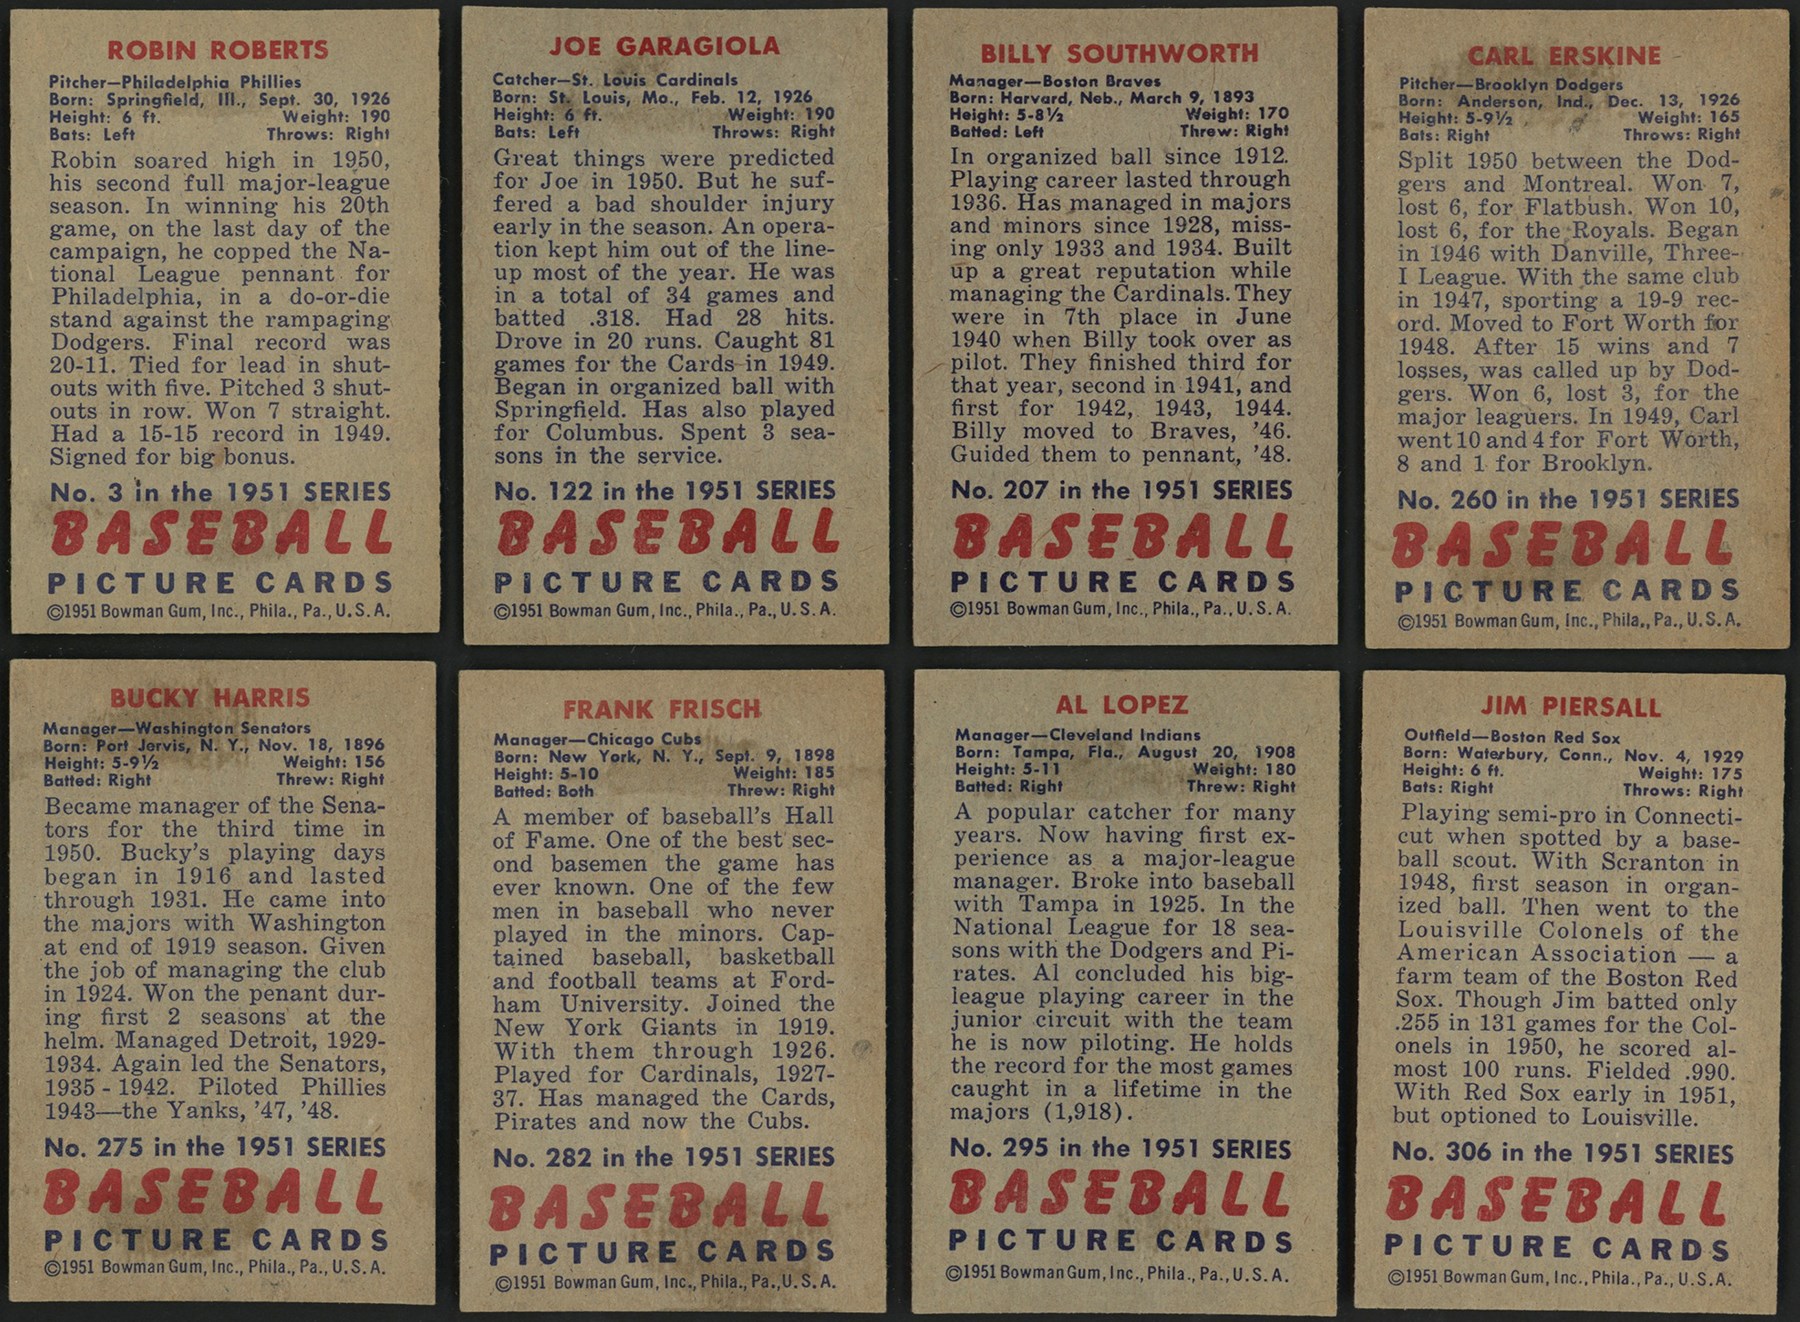 ROBIN ROBERTS
Pitcher—Philadelphia Phillies
Born: Springfield, Ill., Sept. 30, 1926
Height: 6 ft. Weight: 190
Bats: Left Throws: Right
Robin soared high in 1950,
his second full major-league
season. In winning his 20th
game, on the last day of the
campaign, he copped the Na-
tional League pennant for
Philadelphia, in a do-or-die
stand against the rampaging
Dodgers. Final record was
20-11. Tied for lead in shut-
outs with five. Pitched 3 shut-
outs in row. Won 7 straight.
Had a 15-15 record in 1949.
Signed for big bonus.
No. 3 in the 1951 SERIES
BASEBALL
PICTURE CARDS
©1951 Bowman Gum, Inc., Phila., Pa., U.S.A.
JOE GARAGIOLA
Catcher—St. Louis Cardinals
Born: St. Louis, Mo., Feb. 12, 1926
Height: 6 ft. Weight: 190
Bats: Left Throws: Right
Great things were predicted
for Joe in 1950. But he suf-
fered a bad shoulder injury
early in the season. An opera-
tion kept him out of the line-
up most of the year. He was
in a total of 34 games and
batted .318. Had 28 hits.
Drove in 20 runs. Caught 81
games for the Cards in 1949.
Began in organized ball with
Springfield. Has also played
for Columbus. Spent 3 sea-
sons in the service.
No. 122 in the 1951 SERIES
BASEBALL
PICTURE CARDS
©1951 Bowman Gum, Inc., Phila., Pa., U.S.A.
BILLY SOUTHWORTH
Manager—Boston Braves
Born: Harvard, Neb., March 9, 1893
Height: 5-8½ Weight: 170
Batted: Left Threw: Right
In organized ball since 1912.
Playing career lasted through
1936. Has managed in majors
and minors since 1928, miss-
ing only 1933 and 1934. Built
up a great reputation while
managing the Cardinals. They
were in 7th place in June
1940 when Billy took over as
pilot. They finished third for
that year, second in 1941, and
first for 1942, 1943, 1944.
Billy moved to Braves, '46.
Guided them to pennant, '48.
No. 207 in the 1951 SERIES
BASEBALL
PICTURE CARDS
©1951 Bowman Gum, Inc., Phila., Pa., U.S.A.
CARL ERSKINE
Pitcher—Brooklyn Dodgers
Born: Anderson, Ind., Dec. 13, 1926
Height: 5-9½ Weight: 165
Bats: Right Throws: Right
Split 1950 between the Dod-
gers and Montreal. Won 7,
lost 6, for Flatbush. Won 10,
lost 6, for the Royals. Began
in 1946 with Danville, Three-
I League. With the same club
in 1947, sporting a 19-9 rec-
ord. Moved to Fort Worth for
1948. After 15 wins and 7
losses, was called up by Dod-
gers. Won 6, lost 3, for the
major leaguers. In 1949, Carl
went 10 and 4 for Fort Worth,
8 and 1 for Brooklyn.
No. 260 in the 1951 SERIES
BASEBALL
PICTURE CARDS
©1951 Bowman Gum, Inc., Phila., Pa., U.S.A.
BUCKY HARRIS
Manager—Washington Senators
Born: Port Jervis, N. Y., Nov. 18, 1896
Height: 5-9½ Weight: 156
Batted: Right Threw: Right
Became manager of the Sena-
tors for the third time in
1950. Bucky's playing days
began in 1916 and lasted
through 1931. He came into
the majors with Washington
at end of 1919 season. Given
the job of managing the club
in 1924. Won the penant dur-
ing first 2 seasons at the
helm. Managed Detroit, 1929-
1934. Again led the Senators,
1935-1942. Piloted Phillies
1943—the Yanks, '47, '48.
No. 275 in the 1951 SERIES
BASEBALL
PICTURE CARDS
©1951 Bowman Gum, Inc., Phila., Pa., U.S.A.
FRANK FRISCH
Manager—Chicago Cubs
Born: New York, N. Y., Sept. 9, 1898
Height: 5-10 Weight: 185
Batted: Both Threw: Right
A member of baseball's Hall
of Fame. One of the best sec-
ond basemen the game has
ever known. One of the few
men in baseball who never
played in the minors. Cap-
tained baseball, basketball
and football teams at Ford-
ham University. Joined the
New York Giants in 1919.
With them through 1926.
Played for Cardinals, 1927-
37. Has managed the Cards,
Pirates and now the Cubs.
No. 282 in the 1951 SERIES
BASEBALL
PICTURE CARDS
©1951 Bowman Gum, Inc., Phila., Pa., U.S.A.
AL LOPEZ
Manager—Cleveland Indians
Born: Tampa, Fla., August 20, 1908
Height: 5-11 Weight: 180
Batted: Right Threw: Right
A popular catcher for many
years. Now having first ex-
perience as a major-league
manager. Broke into baseball
with Tampa in 1925. In the
National League for 18 sea-
sons with the Dodgers and Pi-
rates. Al concluded his big-
league playing career in the
junior circuit with the team
he is now piloting. He holds
the record for the most games
caught in a lifetime in the
majors (1,918).
No. 295 in the 1951 SERIES
BASEBALL
PICTURE CARDS
©1951 Bowman Gum, Inc., Phila., Pa., U.S.A.
JIM PIERSALL
Outfield—Boston Red Sox
Born: Waterbury, Conn., Nov. 4, 1929
Height: 6 ft. Weight: 175
Bats: Right Throws: Right
Playing semi-pro in Connecti-
cut when spotted by a base-
ball scout. With Scranton in
1948, first season in organ-
ized ball. Then went to the
Louisville Colonels of the
American Association — a
farm team of the Boston Red
Sox. Though Jim batted only
.255 in 131 games for the Col-
onels in 1950, he scored al-
most 100 runs. Fielded .990.
With Red Sox early in 1951,
but optioned to Louisville.
No. 306 in the 1951 SERIES
BASEBALL
PICTURE CARDS
©1951 Bowman Gum, Inc., Phila., Pa., U.S.A.